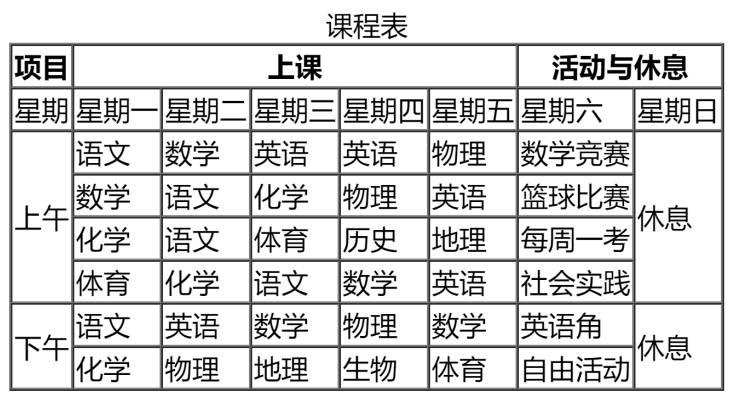 课程表
项目 上课 活动与休息
星期 星期一 星期二 星期三 星期四 星期五 星期六 星期日
上午 语文 数学 英语 英语 物理 数学竞赛 休息
数学 语文 化学 物理 英语 篮球比赛
化学 语文 体育 历史 地理 每周一考
体育 化学 语文 数学 英语 社会实践
下午 语文 英语 数学 物理 数学 英语角 休息
化学 物理 地理 生物 体育 自由活动